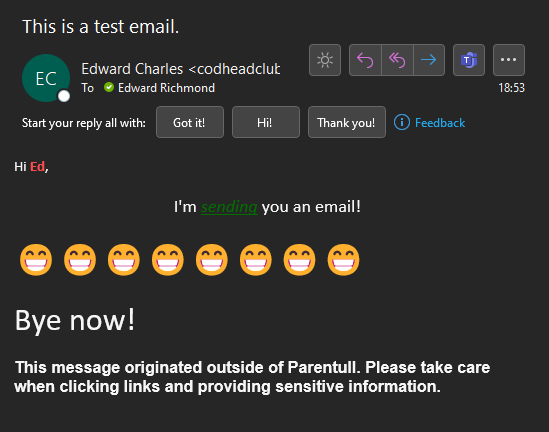 This is a test email.
EC
Edward Charles <codheadclub
To Edward Richmond
18:53
Start your reply all with: Got it! Hi! Thank you! Feedback
Hi Ed,
I'm sending you an email!
Bye now!
This message originated outside of Parentull. Please take care
when clicking links and providing sensitive information.